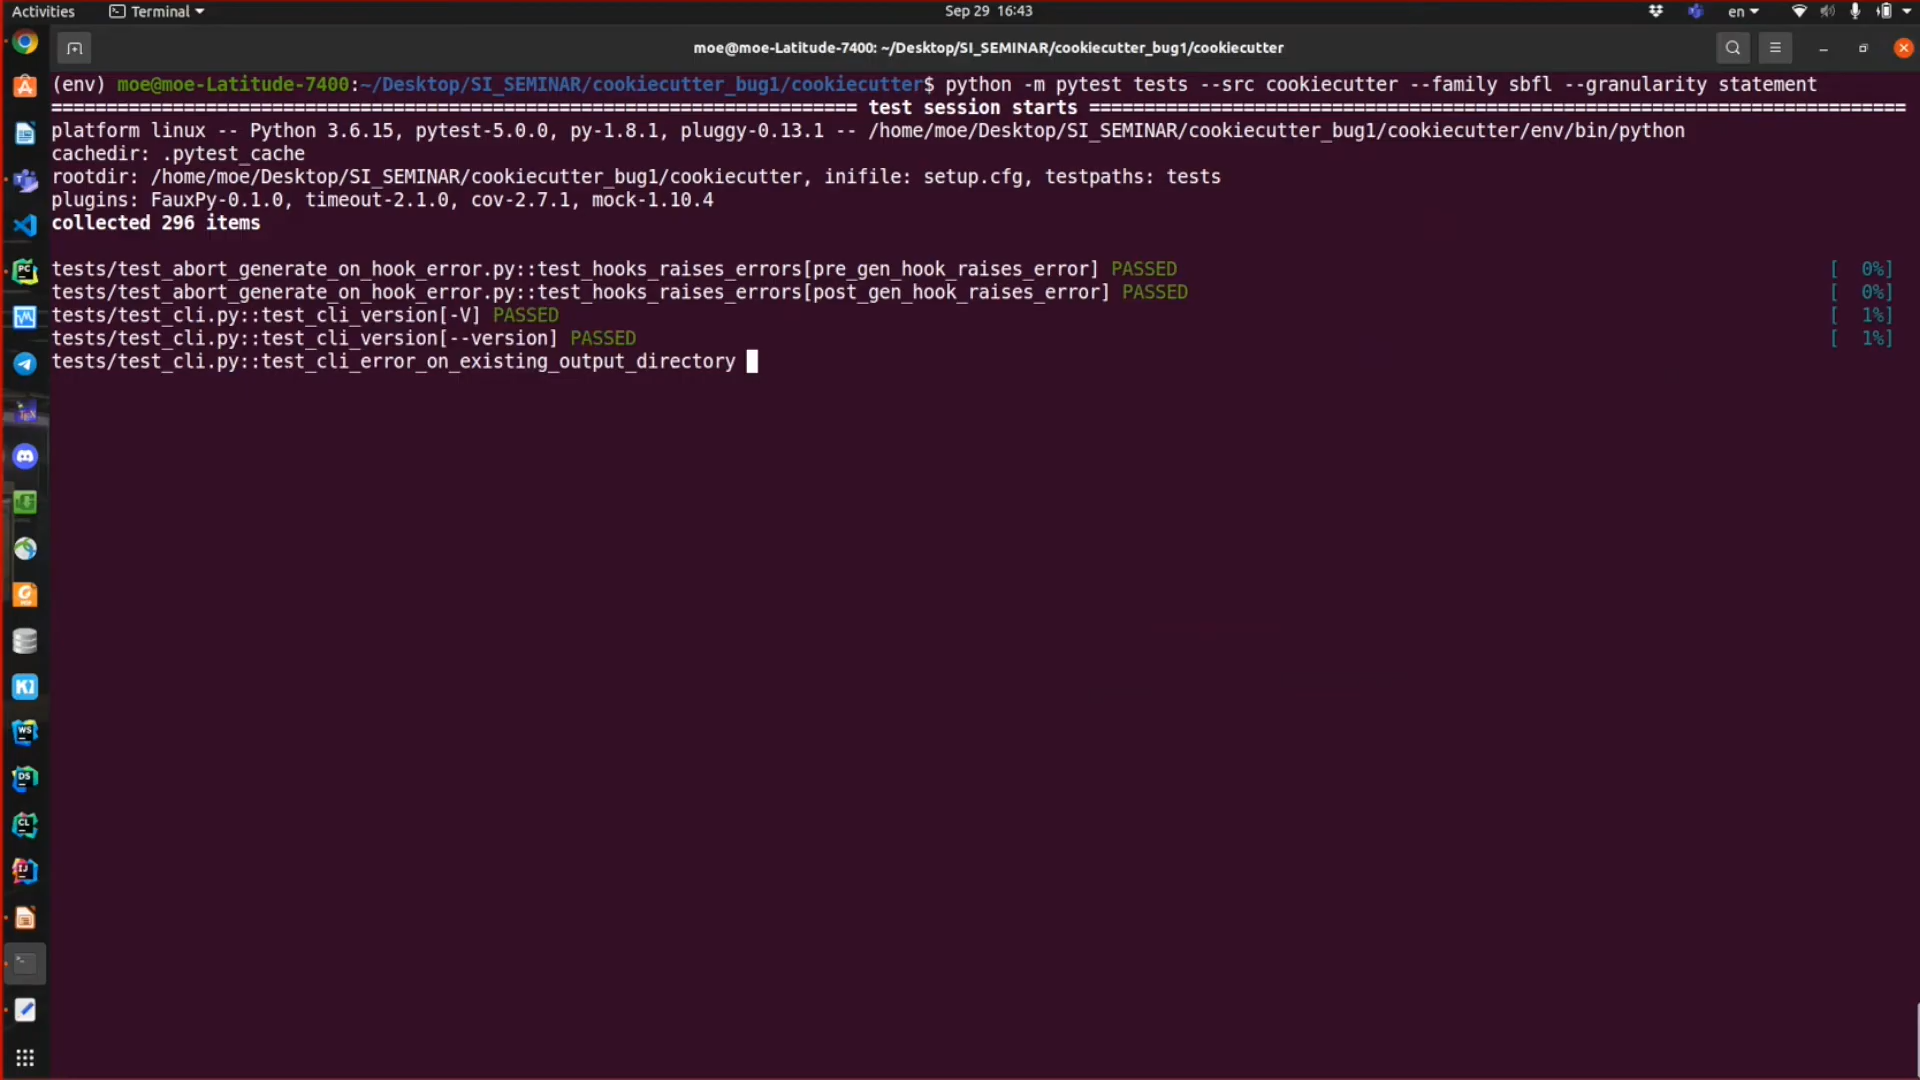 Activities Terminal Sep 29 16:43 en
moe@moe-Latitude-7400: ~/Desktop/SI_SEMINAR/cookiecutter_bug1/cookiecutter
(env) moe@moe-Latitude-7400:~/Desktop/SI_SEMINAR/cookiecutter_bug1/cookiecutter$ python -m pytest tests --src cookiecutter --family sbfl --granularity statement
========================================================================= test session starts ==========================================================================
platform linux -- Python 3.6.15, pytest-5.0.0, py-1.8.1, pluggy-0.13.1 -- /home/moe/Desktop/SI_SEMINAR/cookiecutter_bug1/cookiecutter/env/bin/python
cachedir: .pytest_cache
rootdir: /home/moe/Desktop/SI_SEMINAR/cookiecutter_bug1/cookiecutter, inifile: setup.cfg, testpaths: tests
plugins: FauxPy-0.1.0, timeout-2.1.0, cov-2.7.1, mock-1.10.4
collected 296 items
tests/test_abort_generate_on_hook_error.py::test_hooks_raises_errors[pre_gen_hook_raises_error] PASSED [  0%]
tests/test_abort_generate_on_hook_error.py::test_hooks_raises_errors[post_gen_hook_raises_error] PASSED [  0%]
tests/test_cli.py::test_cli_version[-V] PASSED [  1%]
tests/test_cli.py::test_cli_version[--version] PASSED [  1%]
tests/test_cli.py::test_cli_error_on_existing_output_directory